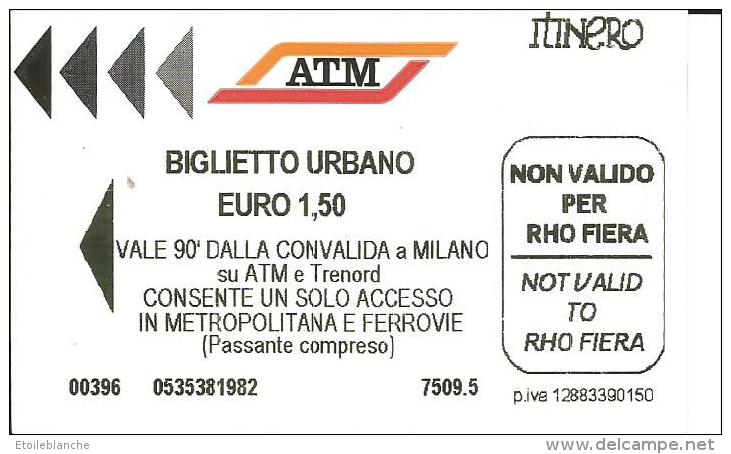 ITINERO
ATM
BIGLIETTO URBANO
EURO 1,50
VALE 90' DALLA CONVALIDA a MILANO
su ATM e Trenord
CONSENTE UN SOLO ACCESSO
IN METROPOLITANA E FERROVIE
(Passante compreso)
00396 0535381982 7509.5
NON VALIDO
PER
RHO FIERA
NOT VALID
TO
RHO FIERA
p.iva 12883390150
Etoileblanche
delcampe.net